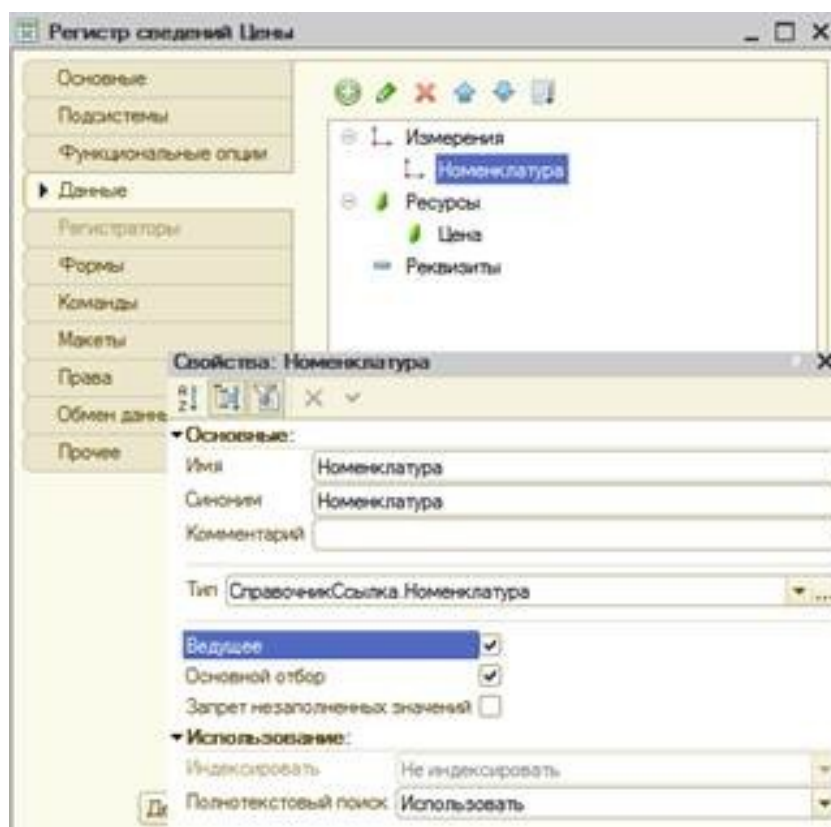 Регистр сведений Цены
Основные
Подсистемы
Функциональные опции
Данные
Регистраторы
Формы
Команды
Макеты
Права
Обмен данн
Прочее
Измерения
Номенклатура
Ресурсы
Цена
Реквизиты
Свойства: Номенклатура
Основные:
Имя Номенклатура
Синоним Номенклатура
Комментарий
Тип СправочникСсылка.Номенклатура ...
Ведущее
Основной отбор
Запрет незаполненных значений
Использование:
Индексировать Не индексировать
Полнотекстовый поиск Использовать